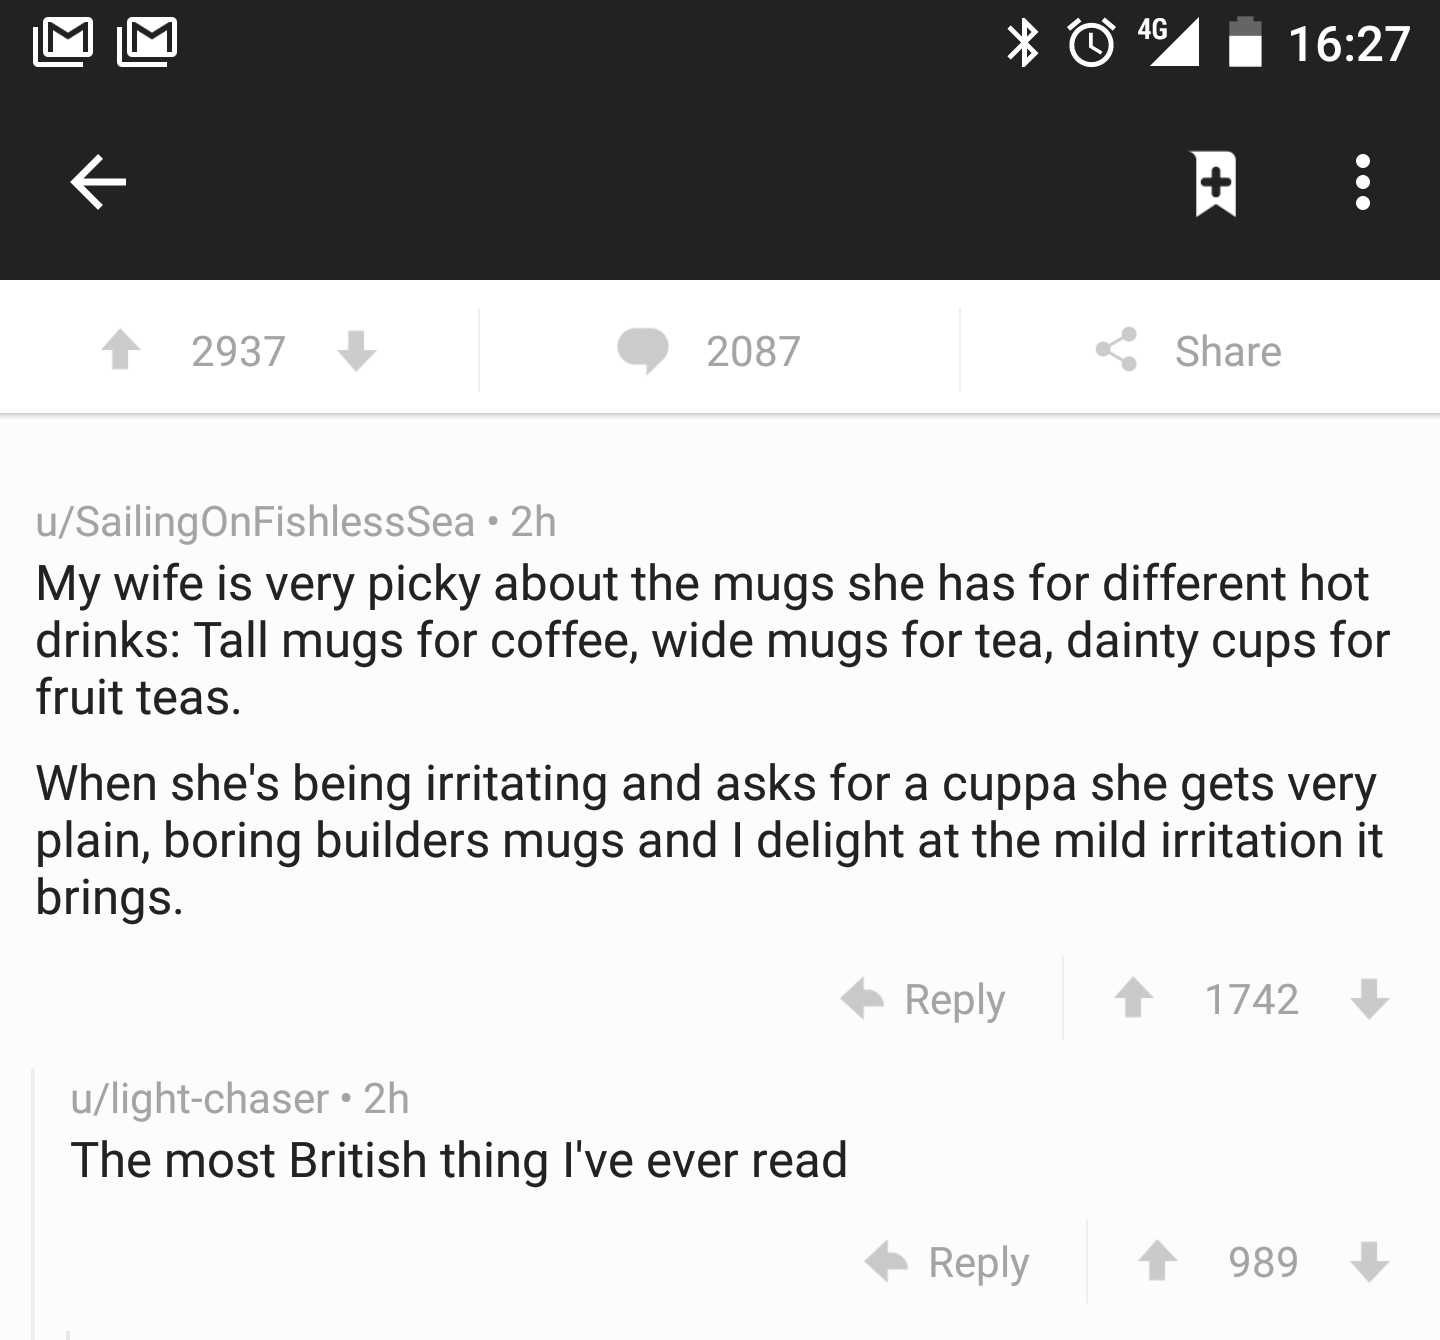 4G 16:27
2937 2087 Share
u/SailingOnFishlessSea • 2h
My wife is very picky about the mugs she has for different hot
drinks: Tall mugs for coffee, wide mugs for tea, dainty cups for
fruit teas.
When she's being irritating and asks for a cuppa she gets very
plain, boring builders mugs and I delight at the mild irritation it
brings.
Reply 1742
u/light-chaser • 2h
The most British thing I've ever read
Reply 989